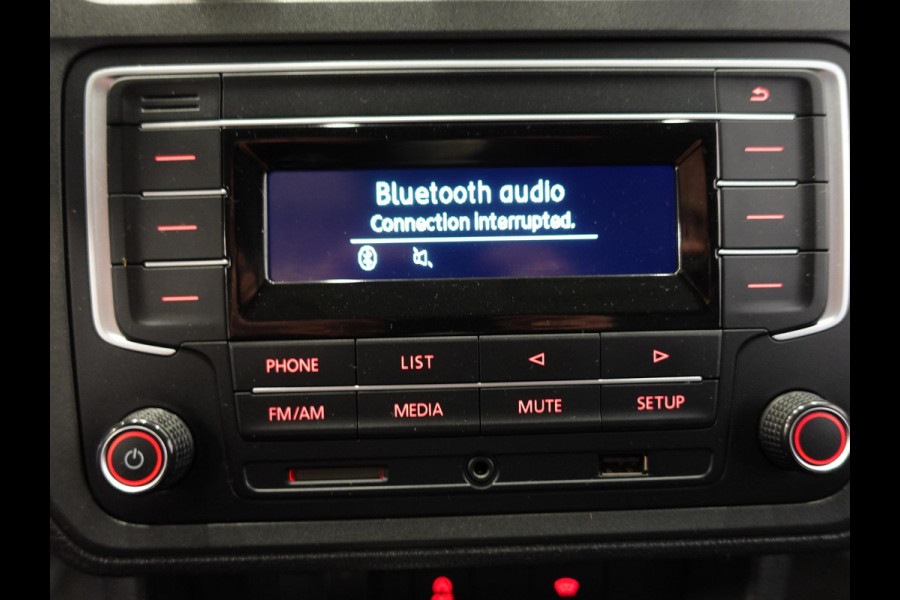 Bluetooth audio
Connection interrupted.
PHONE LIST
FM/AM MEDIA MUTE SETUP